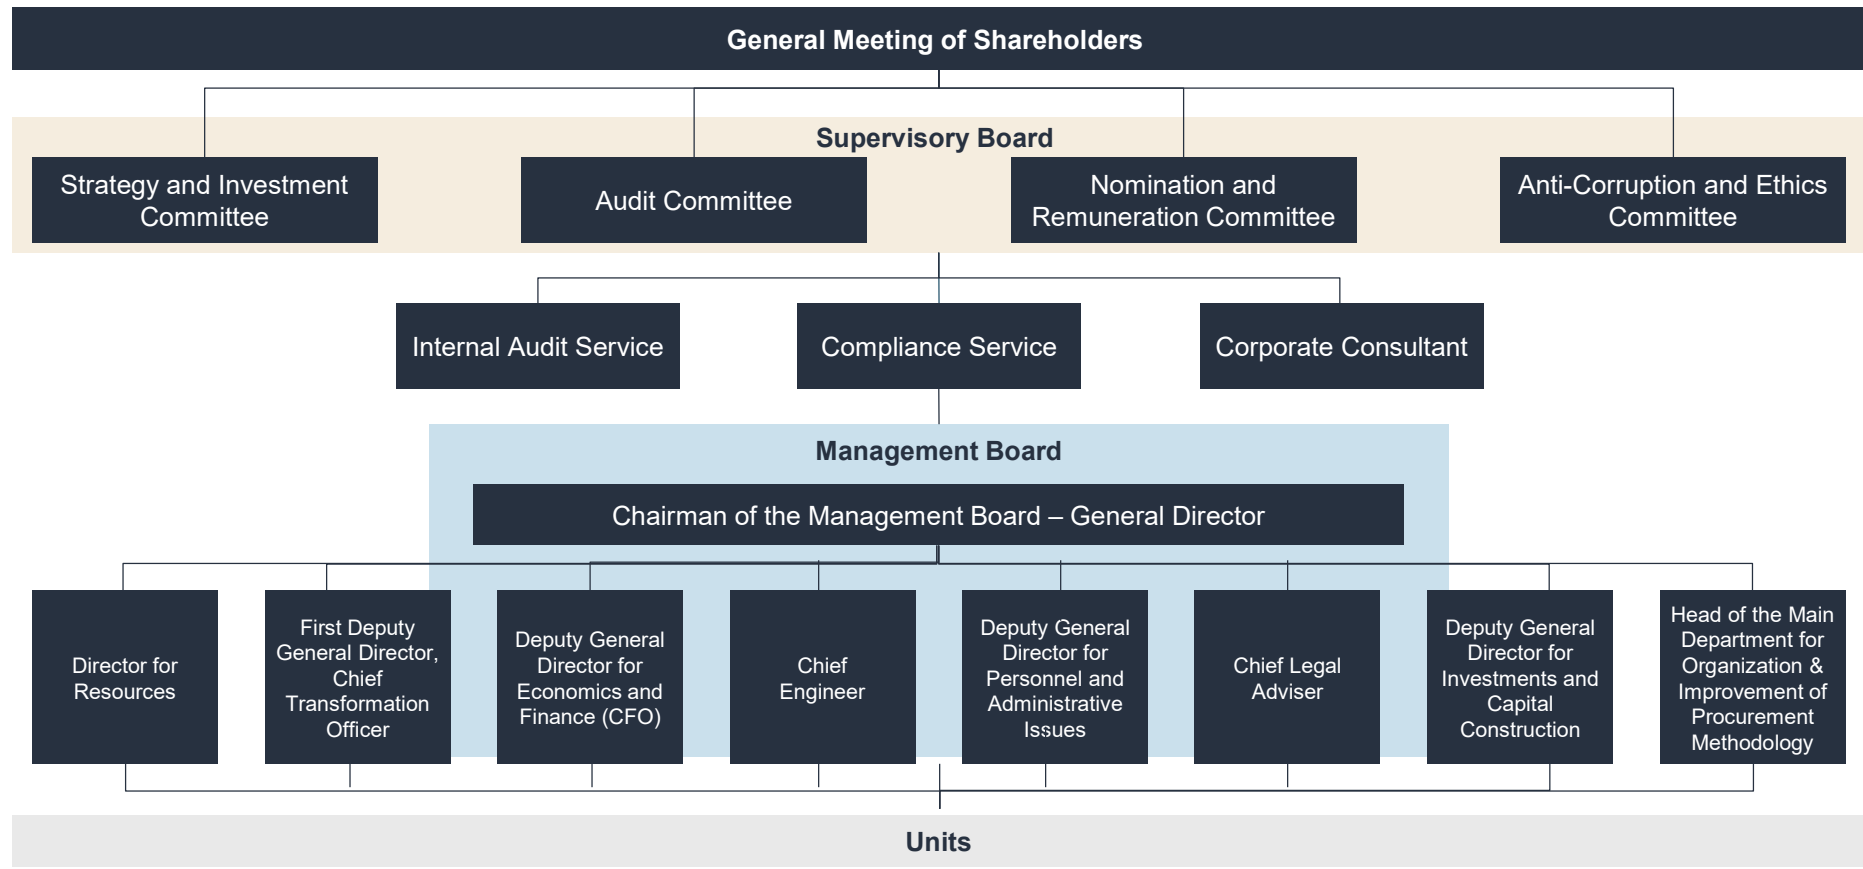 General Meeting of Shareholders
Supervisory Board
Strategy and Investment
Committee
Audit Committee
Nomination and
Remuneration Committee
Anti-Corruption and Ethics
Committee
Internal Audit Service
Compliance Service
Corporate Consultant
Management Board
Chairman of the Management Board – General Director
Director for
Resources
First Deputy
General Director,
Chief
Transformation
Officer
Deputy General
Director for
Economics and
Finance (CFO)
Chief
Engineer
Deputy General
Director for
Personnel and
Administrative
Issues
Chief Legal
Adviser
Deputy General
Director for
Investments and
Capital
Construction
Head of the Main
Department for
Organization &
Improvement of
Procurement
Methodology
Units